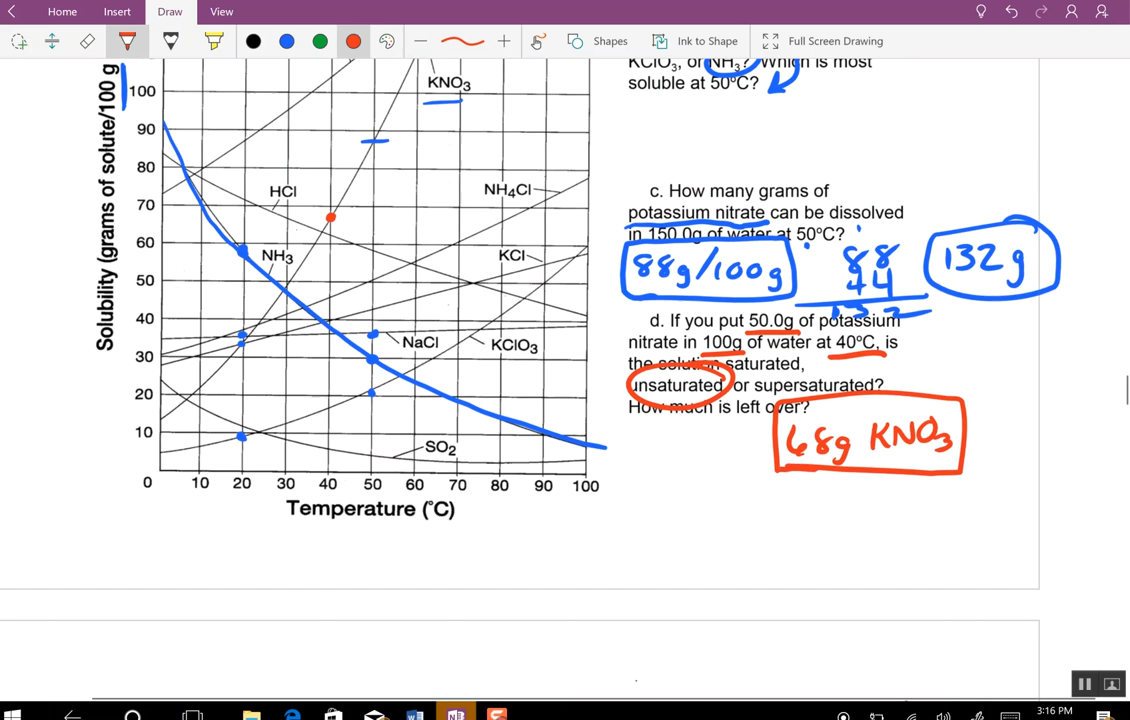 Home Insert Draw View
Shapes Ink to Shape Full Screen Drawing
KClO₃, or NH₃? Which is most
soluble at 50°C?
Solubility (grams of solute/100 g
100
90
80
70
60
50
40
30
20
10
0 10 20 30 40 50 60 70 80 90 100
Temperature (°C)
KNO₃
HCl
NH₄Cl
NH₃
KCl
NaCl
KClO₃
SO₂
c. How many grams of
potassium nitrate can be dissolved
in 150.0g of water at 50°C?
88g/100g
88
44
132
132 g
d. If you put 50.0g of potassium
nitrate in 100g of water at 40°C, is
the solution saturated,
unsaturated, or supersaturated?
How much is left over?
68g KNO₃
3:16 PM